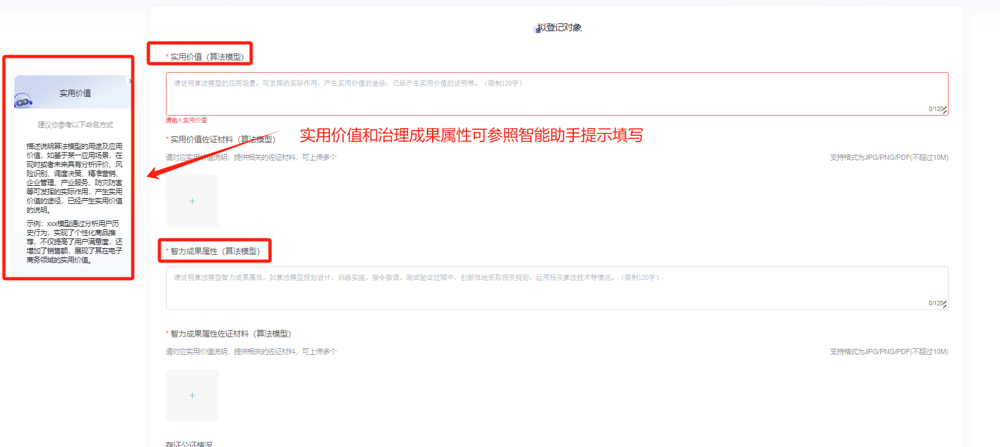 拟登记对象
* 实用价值（算法模型）
请说明算法模型的应用场景，可发挥的实际作用，产生实用价值的途径，已经产生实用价值的说明等。（限制120字）
0/120
请输入实用价值
* 实用价值佐证材料（算法模型）
实用价值和治理成果属性可参照智能助手提示填写
请对应实用价值说明，提供相关的佐证材料，可上传多个
支持格式为JPG/PNG/PDF(不超过10M)
+
* 智力成果属性（算法模型）
请说明算法模型智力成果属性，如算法模型规划设计、训练实施、指令微调、测试验证过程中，创新性地采取相关规则，运用相关算法技术等情况。（限制120字）
0/120
* 智力成果属性佐证材料（算法模型）
请对应实用价值说明，提供相关的佐证材料，可上传多个
支持格式为JPG/PNG/PDF(不超过10M)
+
存证公证情况
实用价值
建议你参考以下命名方式
描述说明算法模型的用途及应用
价值，如基于某一应用场景，在
现时或者未来具有分析评价、风
险识别、调度决策、精准营销、
企业管理、产业服务、防灾防害
等可发挥的实际作用，产生实用
价值的途径，已经产生实用价值
的说明。
示例：xxx模型通过分析用户历
史行为，实现了个性化商品推
荐，不仅提高了用户满意度，还
增加了销售额，展现了其在电子
商务领域的实用价值。